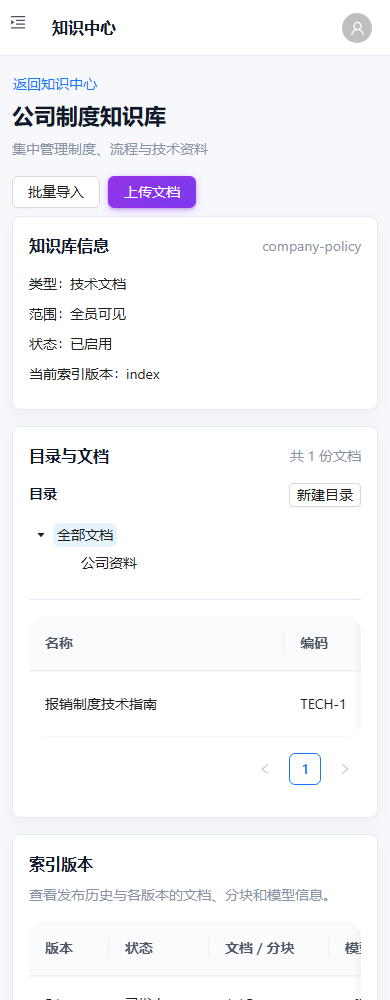 知识中心
返回知识中心
公司制度知识库
集中管理制度、流程与技术资料
批量导入 上传文档
知识库信息 company-policy
类型：技术文档
范围：全员可见
状态：已启用
当前索引版本：index
目录与文档 共 1 份文档
目录 新建目录
全部文档
公司资料
名称 编码
报销制度技术指南 TECH-1
1
索引版本
查看发布历史与各版本的文档、分块和模型信息。
版本 状态 文档 / 分块